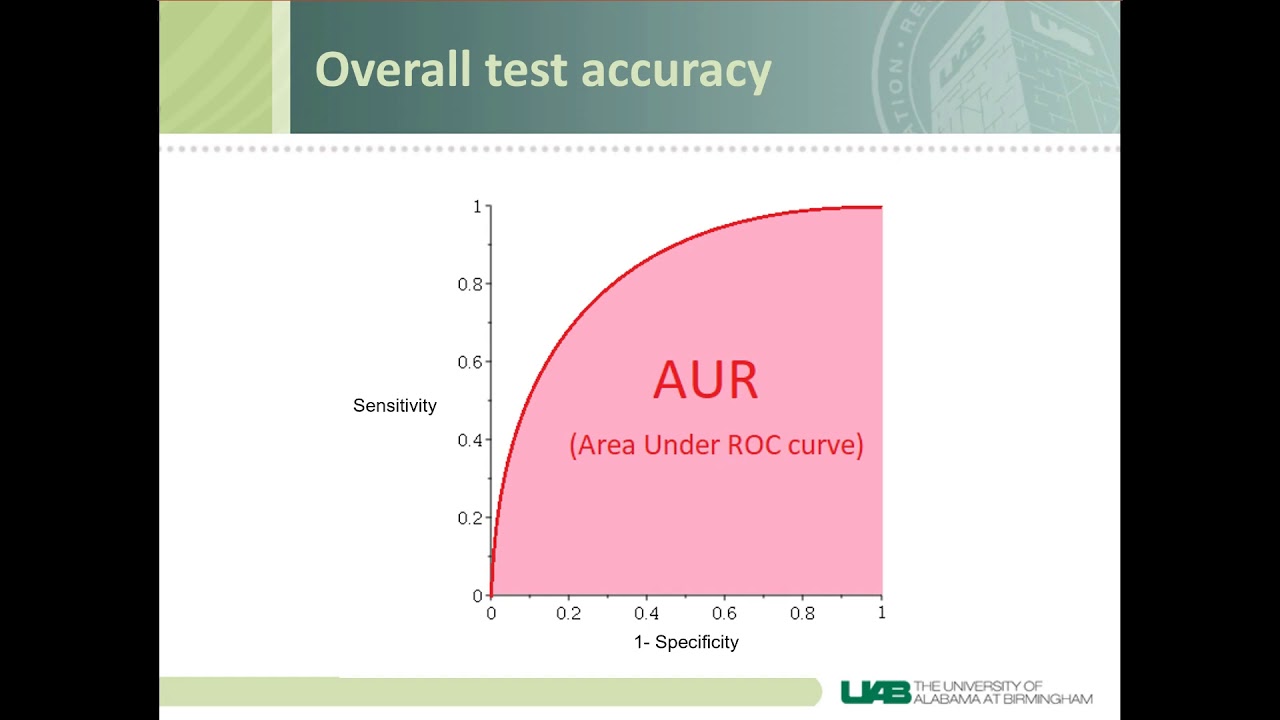 Overall test accuracy
UAB
1
0.8
0.6
0.4
0.2
0
Sensitivity
AUR
(Area Under ROC curve)
0 0.2 0.4 0.6 0.8 1
1- Specificity
UAB THE UNIVERSITY OF
ALABAMA AT BIRMINGHAM